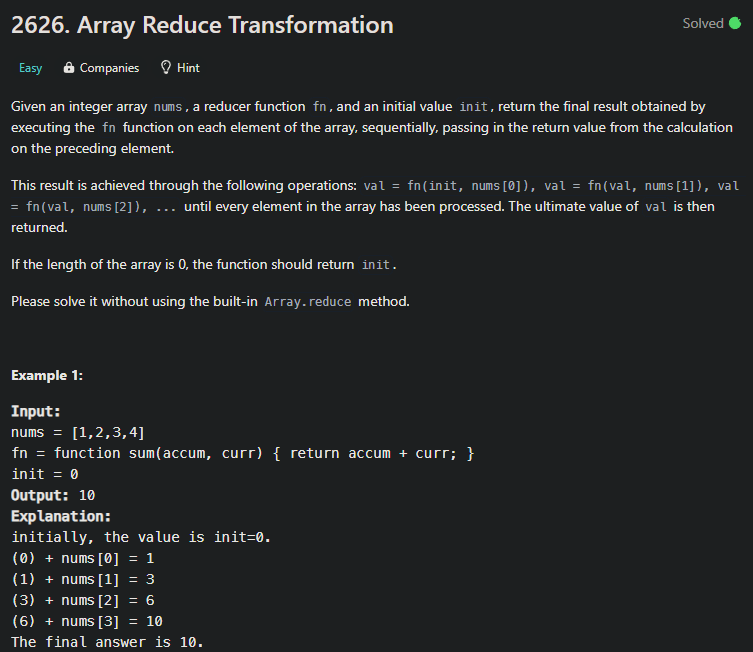 2626. Array Reduce Transformation
Solved
Easy Companies Hint
Given an integer array nums, a reducer function fn, and an initial value init, return the final result obtained by
executing the fn function on each element of the array, sequentially, passing in the return value from the calculation
on the preceding element.
This result is achieved through the following operations: val = fn(init, nums[0]), val = fn(val, nums[1]), val
= fn(val, nums[2]), ... until every element in the array has been processed. The ultimate value of val is then
returned.
If the length of the array is 0, the function should return init.
Please solve it without using the built-in Array.reduce method.
Example 1:
Input:
nums = [1,2,3,4]
fn = function sum(accum, curr) { return accum + curr; }
init = 0
Output: 10
Explanation:
initially, the value is init=0.
(0) + nums[0] = 1
(1) + nums[1] = 3
(3) + nums[2] = 6
(6) + nums[3] = 10
The final answer is 10.